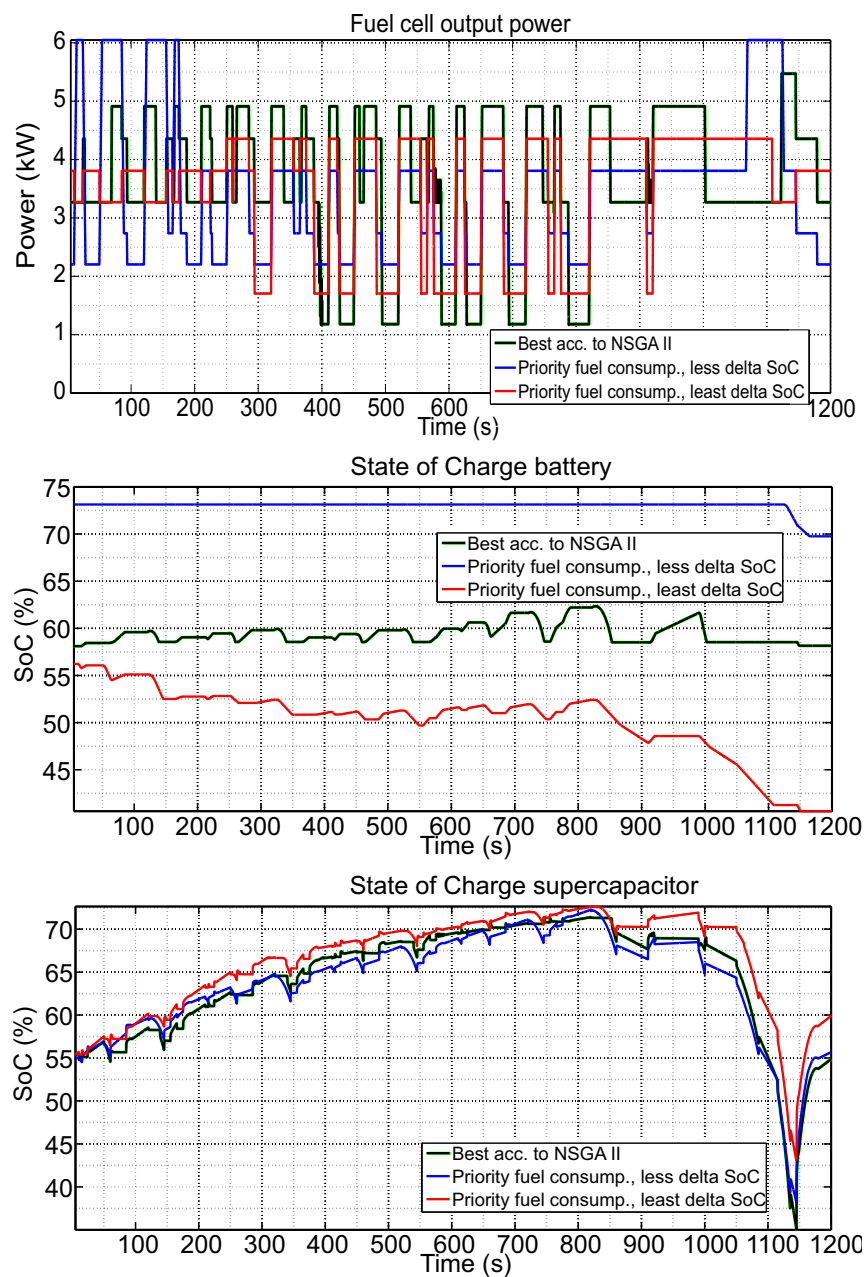 Fuel cell output power
Power (kW)
6
5
4
3
2
1
0
Best acc. to NSGA II
Priority fuel consump., less delta SoC
Priority fuel consump., least delta SoC
100 200 300 400 500 600 1200
Time (s)
State of Charge battery
SoC (%)
75
70
65
60
55
50
45
Best acc. to NSGA II
Priority fuel consump., less delta SoC
Priority fuel consump., least delta SoC
100 200 300 400 500 600 700 800 900 1000 1100 1200
Time (s)
State of Charge supercapacitor
SoC (%)
70
65
60
55
50
45
40
Best acc. to NSGA II
Priority fuel consump., less delta SoC
Priority fuel consump., least delta SoC
100 200 300 400 500 600 700 800 900 1000 1100 1200
Time (s)